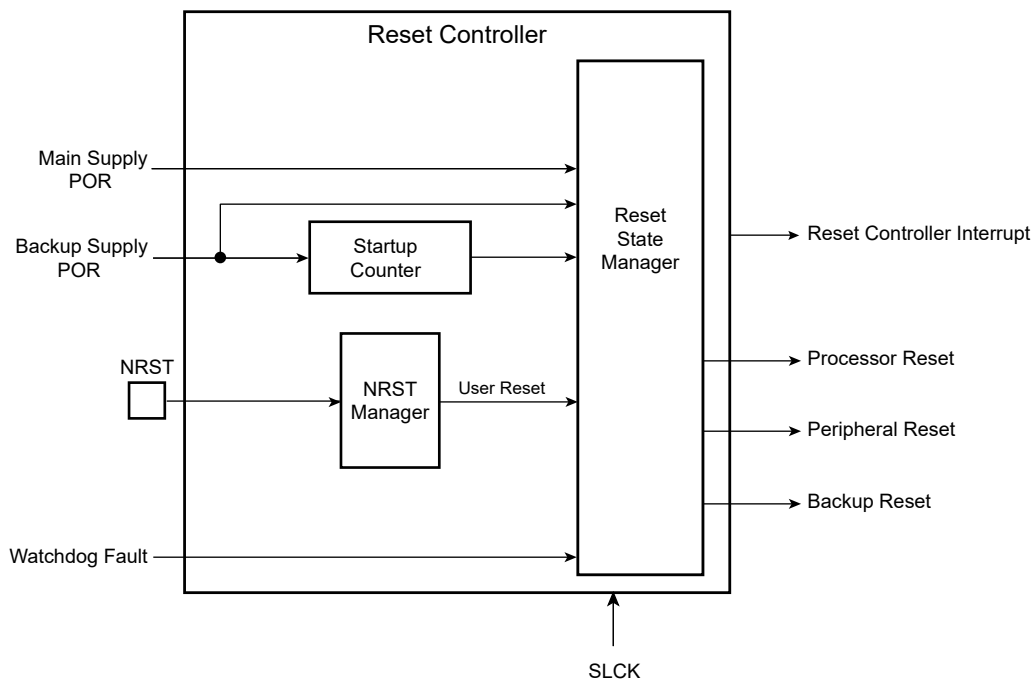 Reset Controller
Main Supply
POR
Backup Supply
POR
Startup
Counter
Reset
State
Manager
Reset Controller Interrupt
NRST
NRST
Manager
User Reset
Processor Reset
Peripheral Reset
Backup Reset
Watchdog Fault
SLCK